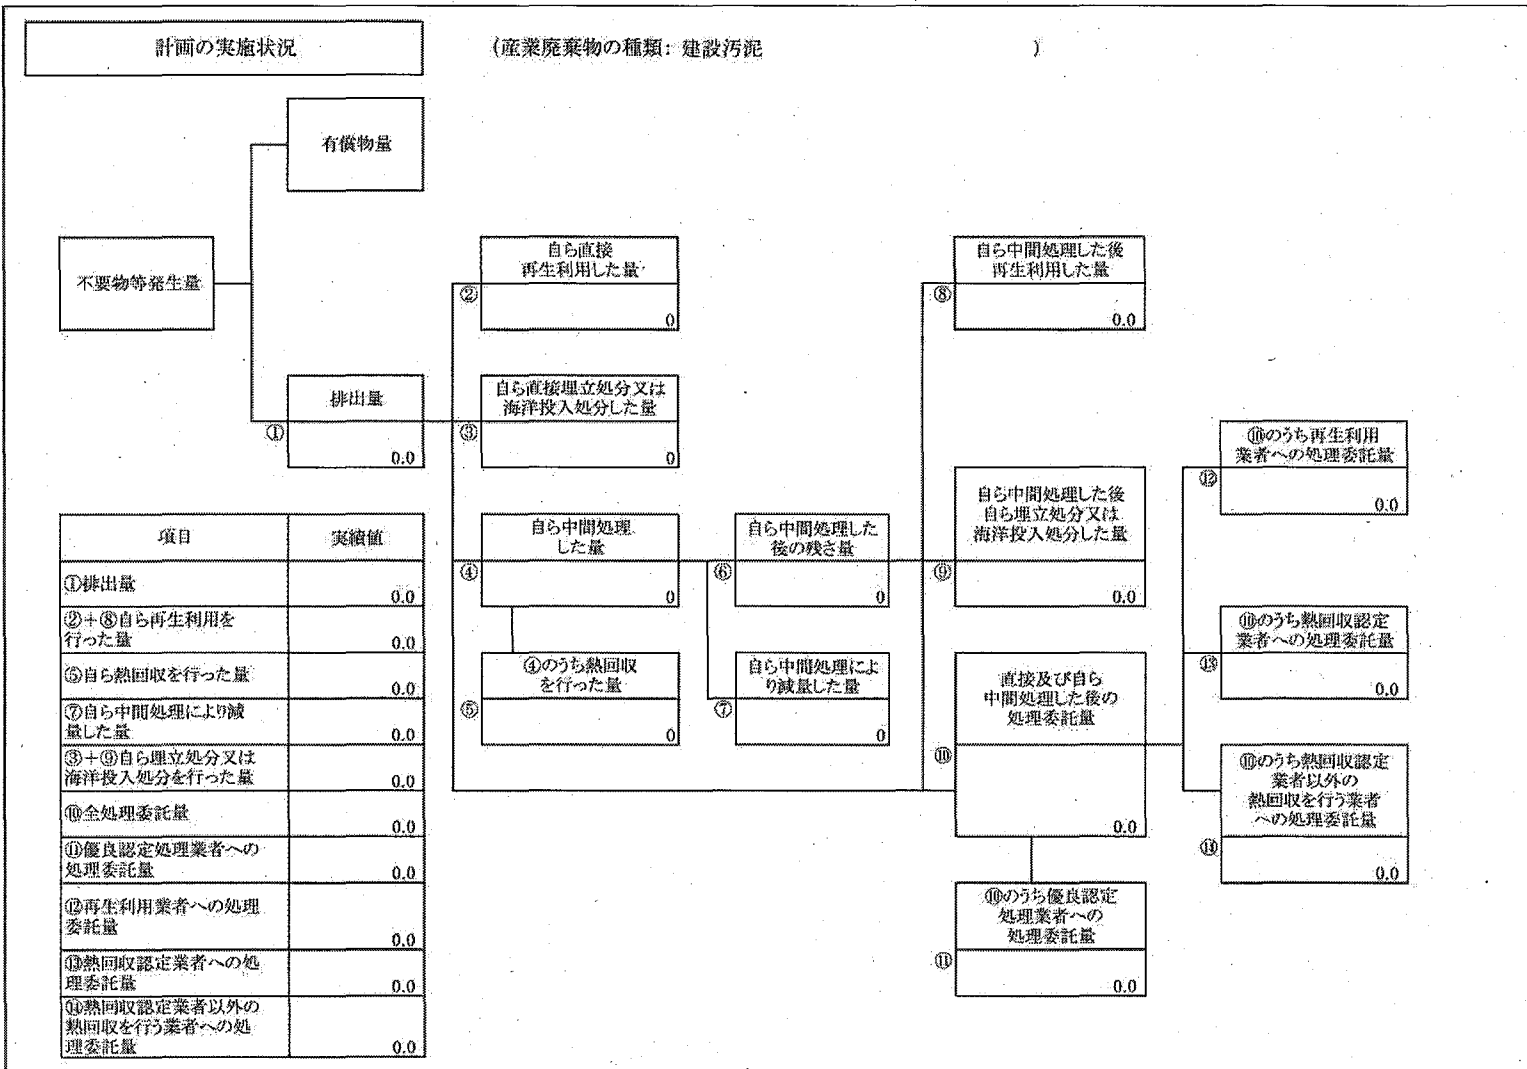 計画の実施状況
(産業廃棄物の種類: 建設汚泥 )
有償物量
不要物等発生量
排出量
①
0.0
自ら直接
再生利用した量
②
0
自ら直接埋立処分又は
海洋投入処分した量
③
0
自ら中間処理
した量
④
0
④のうち熱回収
を行った量
⑤
0
自ら中間処理した
後の残さ量
⑥
0
自ら中間処理によ
り減量した量
⑦
0
自ら中間処理した後
再生利用した量
⑧
0.0
自ら中間処理した後
自ら埋立処分又は
海洋投入処分した量
⑨
0.0
直接及び自ら
中間処理した後の
処理委託量
⑩
0.0
⑩のうち優良認定
処理業者への
処理委託量
⑪
0.0
⑩のうち再生利用
業者への処理委託量
⑫
0.0
⑩のうち熱回収認定
業者への処理委託量
⑬
0.0
⑩のうち熱回収認定
業者以外の
熱回収を行う業者
への処理委託量
⑭
0.0
項目 実績値
①排出量 0.0
②+⑧自ら再生利用を
行った量 0.0
⑤自ら熱回収を行った量 0.0
⑦自ら中間処理により減
量した量 0.0
③+⑨自ら埋立処分又は
海洋投入処分を行った量 0.0
⑩全処理委託量 0.0
⑪優良認定処理業者への
処理委託量 0.0
⑫再生利用業者への処理
委託量 0.0
⑬熱回収認定業者への処
理委託量 0.0
⑭熱回収認定業者以外の
熱回収を行う業者への処
理委託量 0.0